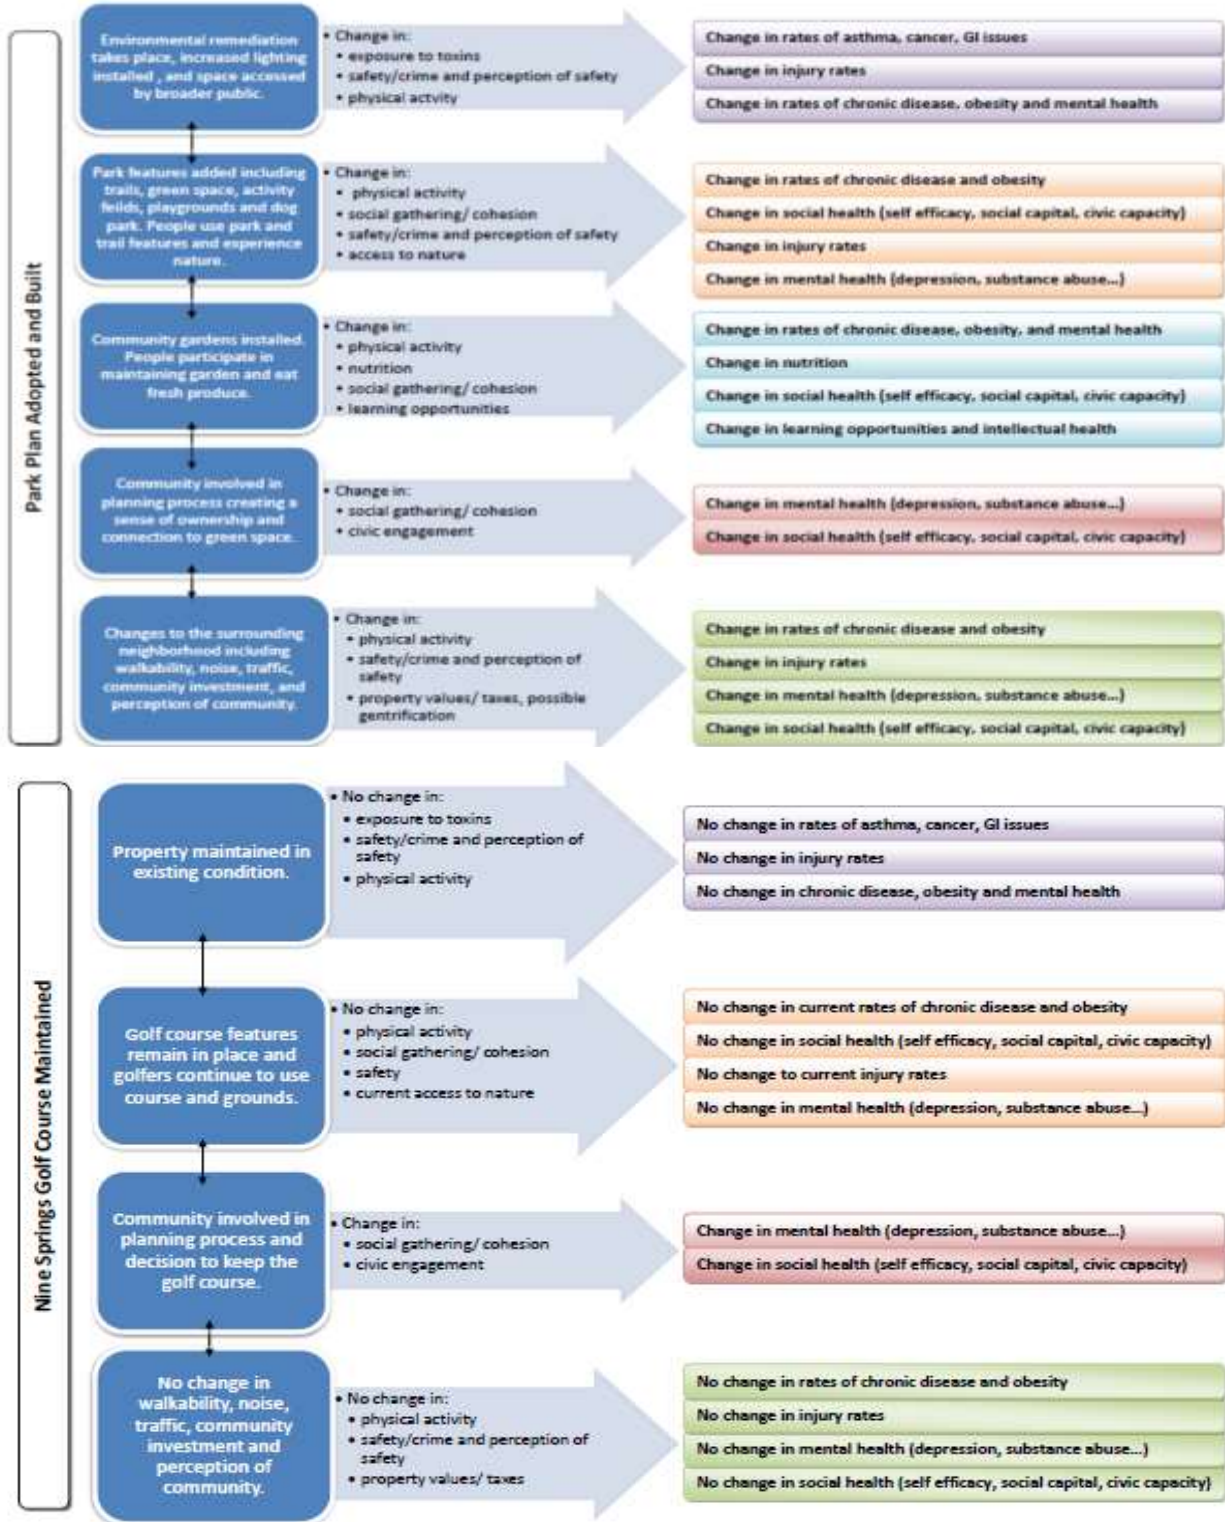 Park Plan Adopted and Built
Environmental remediation
takes place, increased lighting
installed , and space accessed
by broader public.
• Change in:
• exposure to toxins
• safety/crime and perception of safety
• physical actvity
Change in rates of asthma, cancer, GI issues
Change in injury rates
Change in rates of chronic disease, obesity and mental health
Park features added including
trails, green space, activity
feilds, playgrounds and dog
park. People use park and
trail features and experience
nature.
• Change in:
• physical activity
• social gathering/ cohesion
• safety/crime and perception of safety
• access to nature
Change in rates of chronic disease and obesity
Change in social health (self efficacy, social capital, civic capacity)
Change in injury rates
Change in mental health (depression, substance abuse...)
Community gardens installed.
People participate in
maintaining garden and eat
fresh produce.
• Change in:
• physical activity
• nutrition
• social gathering/ cohesion
• learning opportunities
Change in rates of chronic disease, obesity, and mental health
Change in nutrition
Change in social health (self efficacy, social capital, civic capacity)
Change in learning opportunities and intellectual health
Community involved in
planning process creating a
sense of ownership and
connection to green space.
• Change in:
• social gathering/ cohesion
• civic engagement
Change in mental health (depression, substance abuse...)
Change in social health (self efficacy, social capital, civic capacity)
Changes to the surrounding
neighborhood including
walkability, noise, traffic,
community investment, and
perception of community.
• Change in:
• physical activity
• safety/crime and perception of
safety
• property values/ taxes, possible
gentrification
Change in rates of chronic disease and obesity
Change in injury rates
Change in mental health (depression, substance abuse...)
Change in social health (self efficacy, social capital, civic capacity)
Nine Springs Golf Course Maintained
Property maintained in
existing condition.
• No change in:
• exposure to toxins
• safety/crime and perception of
safety
• physical activity
No change in rates of asthma, cancer, GI issues
No change in injury rates
No change in chronic disease, obesity and mental health
Golf course features
remain in place and
golfers continue to use
course and grounds.
• No change in:
• physical activity
• social gathering/ cohesion
• safety
• current access to nature
No change in current rates of chronic disease and obesity
No change in social health (self efficacy, social capital, civic capacity)
No change to current injury rates
No change in mental health (depression, substance abuse...)
Community involved in
planning process and
decision to keep the
golf course.
• Change in:
• social gathering/ cohesion
• civic engagement
Change in mental health (depression, substance abuse...)
Change in social health (self efficacy, social capital, civic capacity)
No change in
walkability, noise,
traffic, community
investment and
perception of
community.
• No change in:
• physical activity
• safety/crime and perception of
safety
• property values/ taxes
No change in rates of chronic disease and obesity
No change in injury rates
No change in mental health (depression, substance abuse...)
No change in social health (self efficacy, social capital, civic capacity)